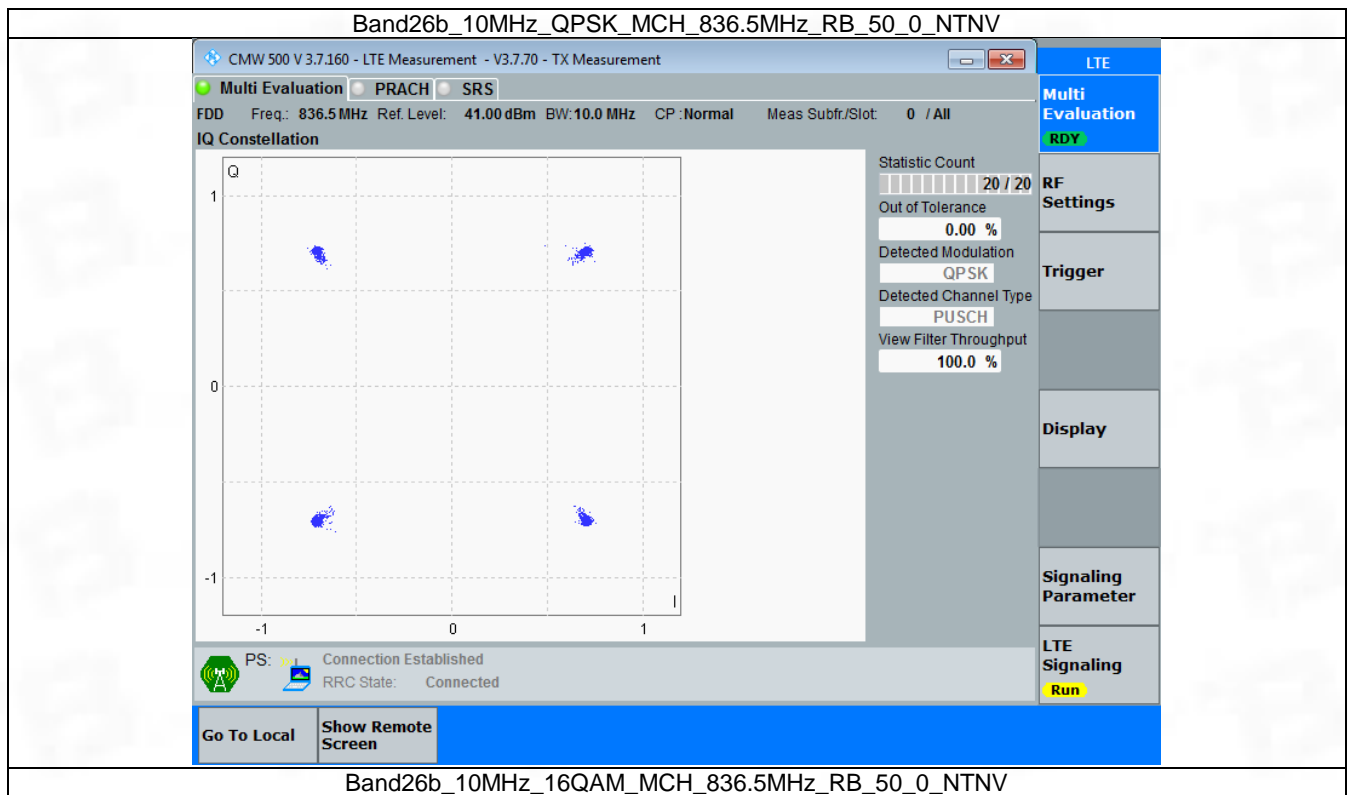 Band26b_10MHz_QPSK_MCH_836.5MHz_RB_50_0_NTNV
CMW 500 V 3.7.160 - LTE Measurement - V3.7.70 - TX Measurement
LTE
Multi Evaluation PRACH SRS
FDD Freq.: 836.5 MHz Ref. Level: 41.00 dBm BW: 10.0 MHz CP : Normal Meas Subfr./Slot: 0 / All
IQ Constellation
Q
1
0
-1
I
-1 0 1
Statistic Count
20 / 20
Out of Tolerance
0.00 %
Detected Modulation
QPSK
Detected Channel Type
PUSCH
View Filter Throughput
100.0 %
Multi
Evaluation
RDY
RF
Settings
Trigger
Display
Signaling
Parameter
LTE
Signaling
Run
PS: Connection Established
RRC State: Connected
Go To Local
Show Remote
Screen
Band26b_10MHz_16QAM_MCH_836.5MHz_RB_50_0_NTNV